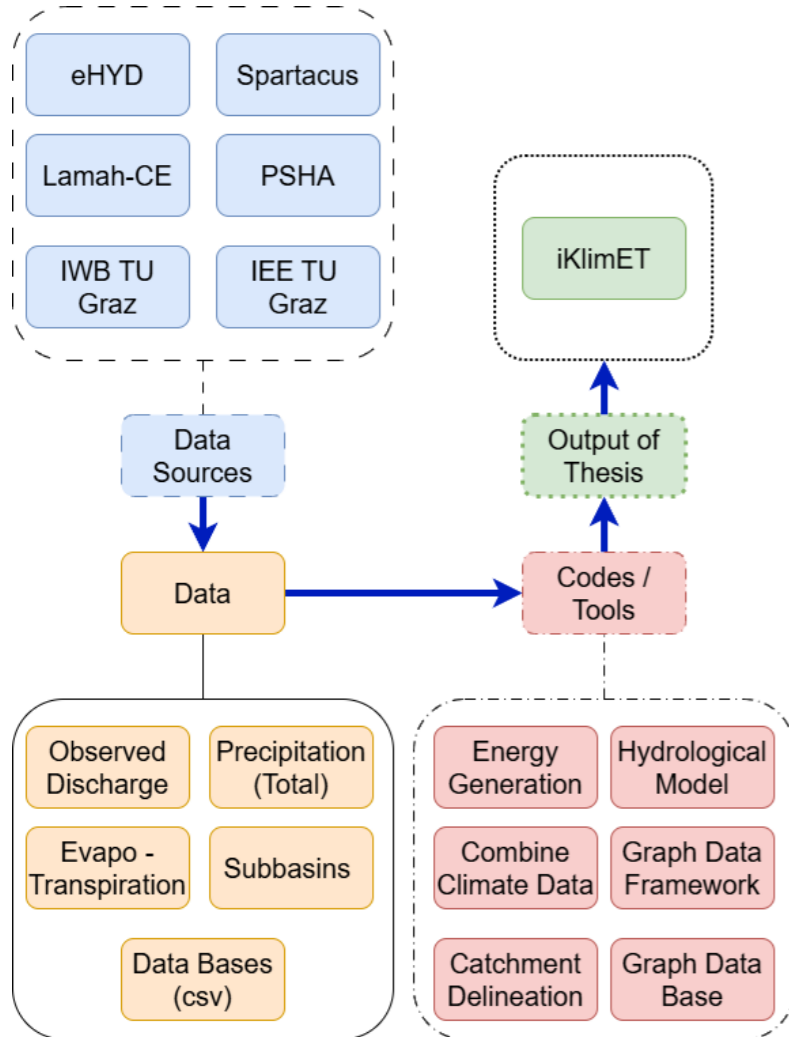 eHYD
Spartacus
Lamah-CE
PSHA
IWB TU
Graz
IEE TU
Graz
iKlimET
Data
Sources
Output of
Thesis
Data
Codes /
Tools
Observed
Discharge
Precipitation
(Total)
Evapo -
Transpiration
Subbasins
Data Bases
(csv)
Energy
Generation
Hydrological
Model
Combine
Climate Data
Graph Data
Framework
Catchment
Delineation
Graph Data
Base